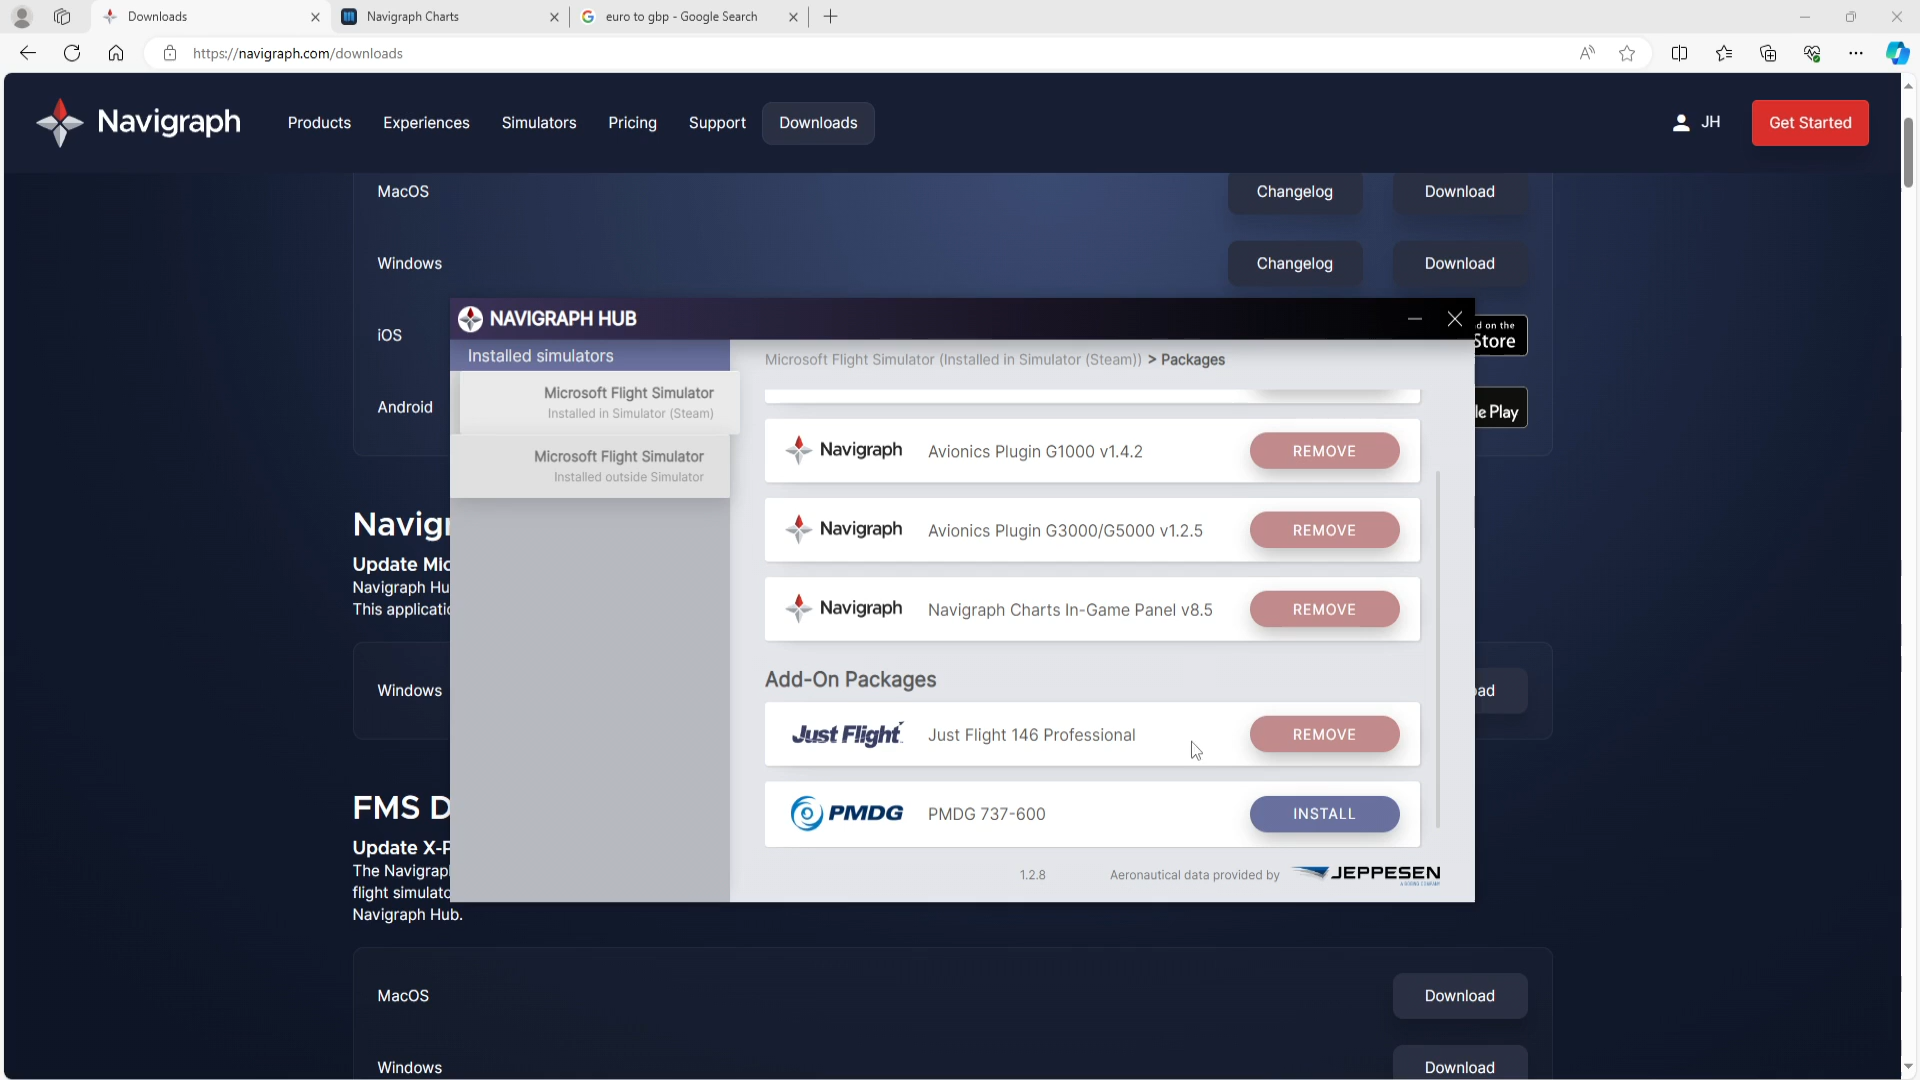 Downloads
Navigraph Charts
euro to gbp - Google Search
https://navigraph.com/downloads
Navigraph
Products
Experiences
Simulators
Pricing
Support
Downloads
JH
Get Started
MacOS
Changelog
Download
Windows
Changelog
Download
iOS
d on the
Store
Android
le Play
NAVIGRAPH HUB
Installed simulators
Microsoft Flight Simulator
Installed in Simulator (Steam)
Microsoft Flight Simulator
Installed outside Simulator
Microsoft Flight Simulator (Installed in Simulator (Steam)) > Packages
Navigraph Avionics Plugin G1000 v1.4.2 REMOVE
Navigraph Avionics Plugin G3000/G5000 v1.2.5 REMOVE
Navigraph Navigraph Charts In-Game Panel v8.5 REMOVE
Add-On Packages
Just Flight Just Flight 146 Professional REMOVE
PMDG PMDG 737-600 INSTALL
1.2.8
Aeronautical data provided by JEPPESEN
Navigr
Update Mic
Navigraph Hu
This applicatio
Windows
ad
FMS D
Update X-P
The Navigrap
flight simulato
Navigraph Hub.
MacOS
Download
Windows
Download